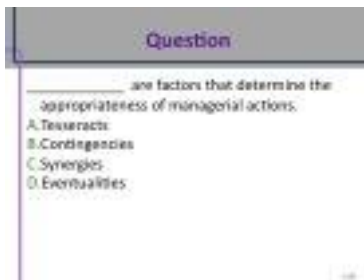 Question
____________ are factors that determine the
appropriateness of managerial actions.
A.Tesseracts
B.Contingencies
C.Synergies
D.Eventualities